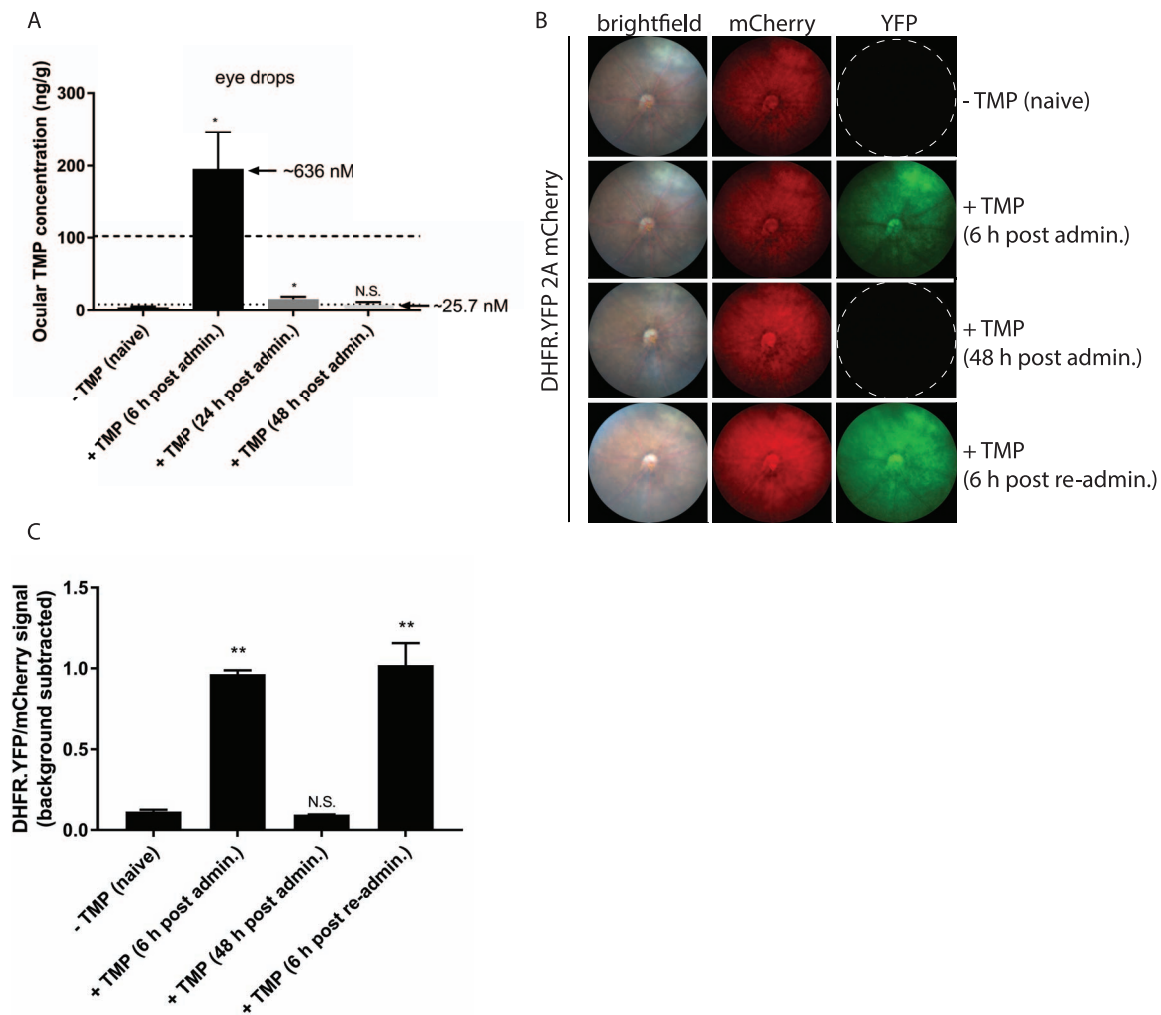 A
eye drops
Ocular TMP concentration (ng/g)
300
200
100
0
*
~636 nM
*
N.S.
~25.7 nM
- TMP (naive)
+ TMP (6 h post admin.)
+ TMP (24 h post admin.)
+ TMP (48 h post admin.)
B
brightfield
mCherry
YFP
DHFR.YFP 2A mCherry
- TMP (naive)
+ TMP
(6 h post admin.)
+ TMP
(48 h post admin.)
+ TMP
(6 h post re-admin.)
C
DHFR.YFP/mCherry signal
(background subtracted)
1.5
1.0
0.5
0.0
**
N.S.
**
- TMP (naive)
+ TMP (6 h post admin.)
+ TMP (48 h post admin.)
+ TMP (6 h post re-admin.)